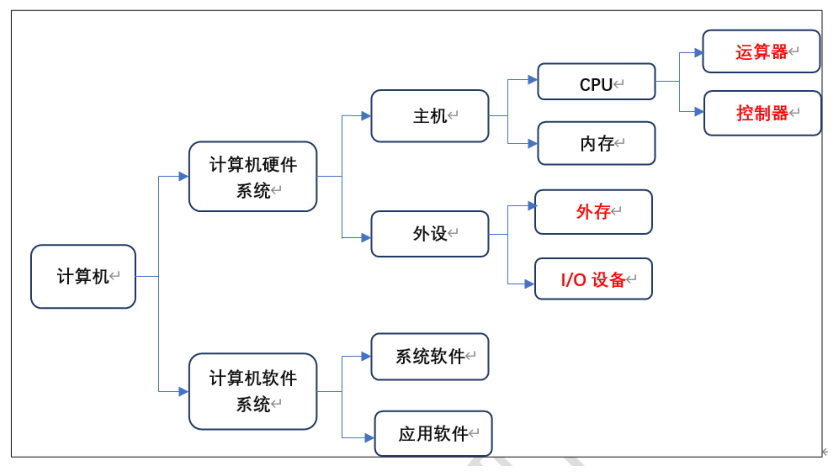 运算器
CPU
控制器
主机
内存
计算机硬件
系统
外存
外设
I/O 设备
计算机
系统软件
计算机软件
系统
应用软件